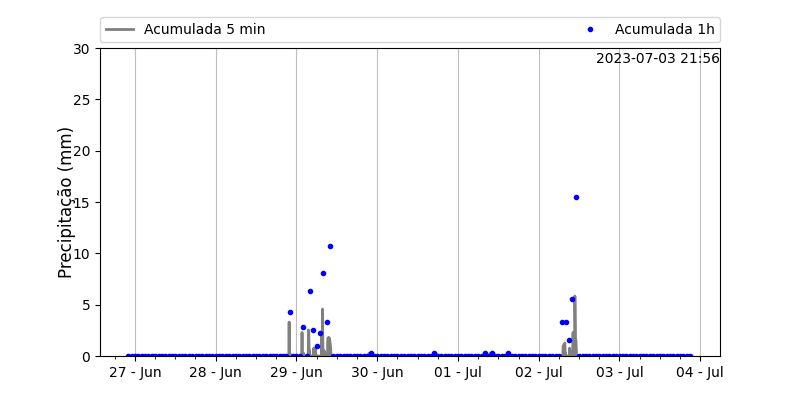 Acumulada 5 min
Acumulada 1h
2023-07-03 21:56
Precipitação (mm)
30
25
20
15
10
5
0
27 - Jun
28 - Jun
29 - Jun
30 - Jun
01 - Jul
02 - Jul
03 - Jul
04 - Jul